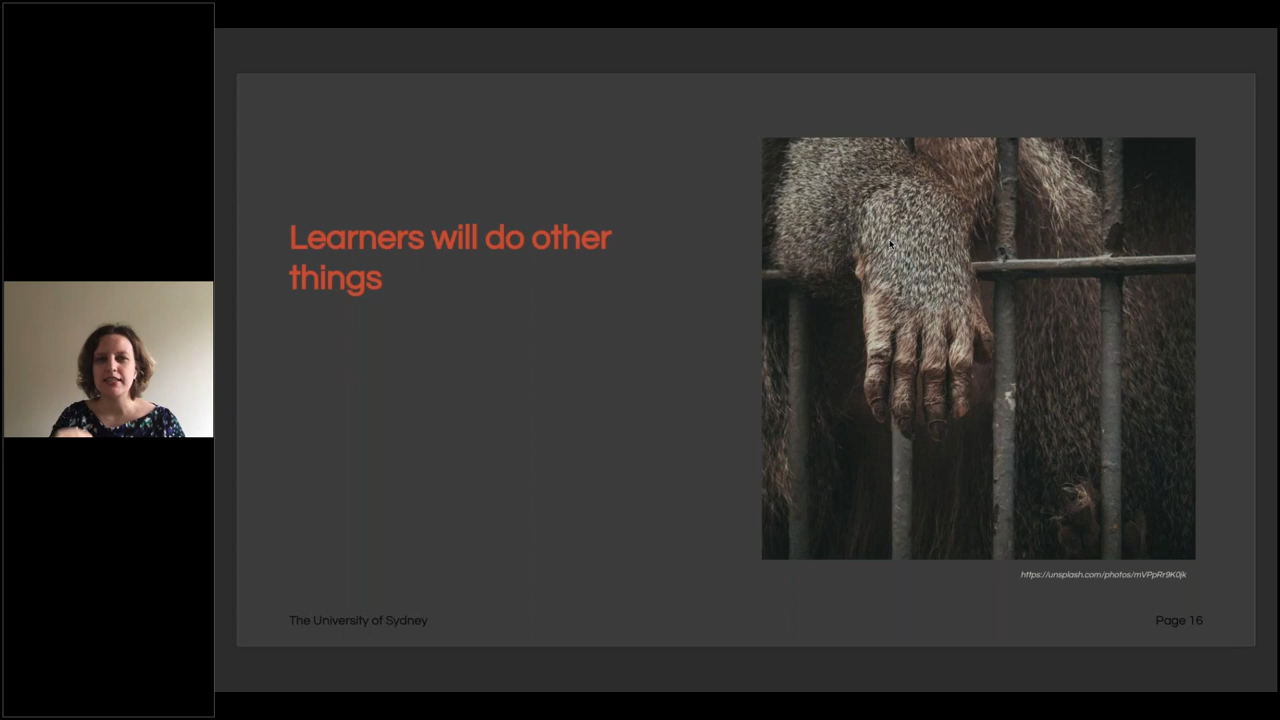 Learners will do other
things
https://unsplash.com/photos/mVPpRr9K0jk
The University of Sydney
Page 16